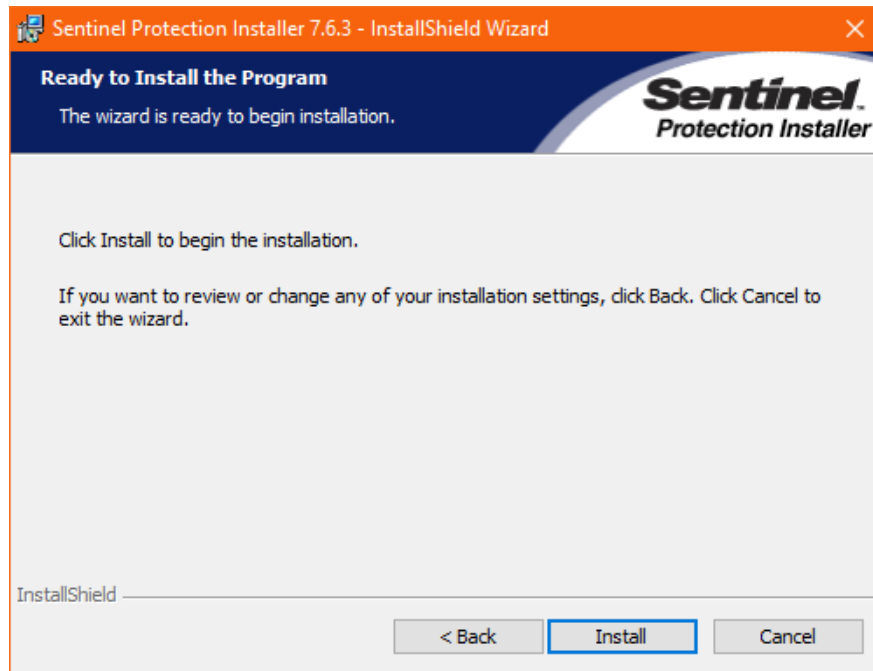 Sentinel Protection Installer 7.6.3 - InstallShield Wizard
Ready to Install the Program
The wizard is ready to begin installation.
Sentinel™
Protection Installer
Click Install to begin the installation.
If you want to review or change any of your installation settings, click Back. Click Cancel to
exit the wizard.
InstallShield
< Back
Install
Cancel